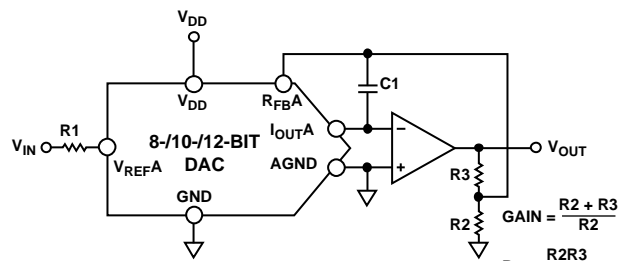 VDD
VDD
RFBA
C1
R1
VIN
VREFA
8-/10-/12-BIT
DAC
IOUTA
AGND
GND
VOUT
R3
R2
GAIN = R2 + R3
R2
R2R3